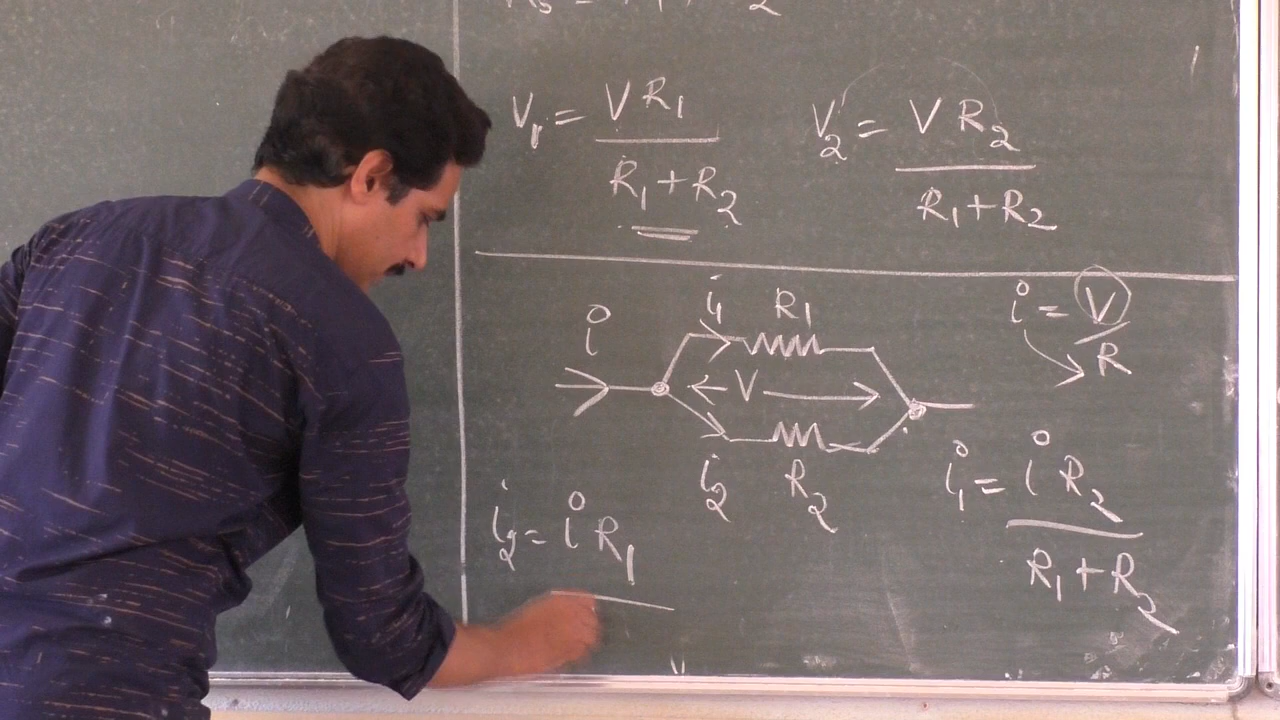 V₁ = V R₁ / R₁ + R₂
V₂ = V R₂ / R₁ + R₂
i = V / R
i i₁ R₁
V
i₂ R₂
i₁ = i R₂ / R₁ + R₂
i₂ = i R₁